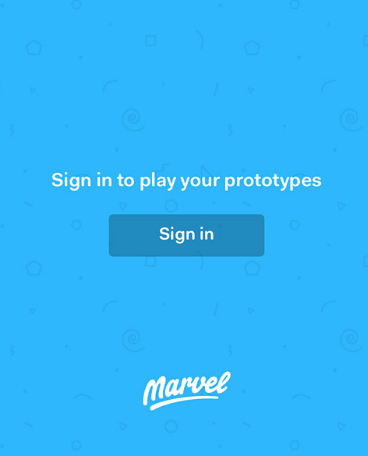 Sign in to play your prototypes
Sign in
Marvel